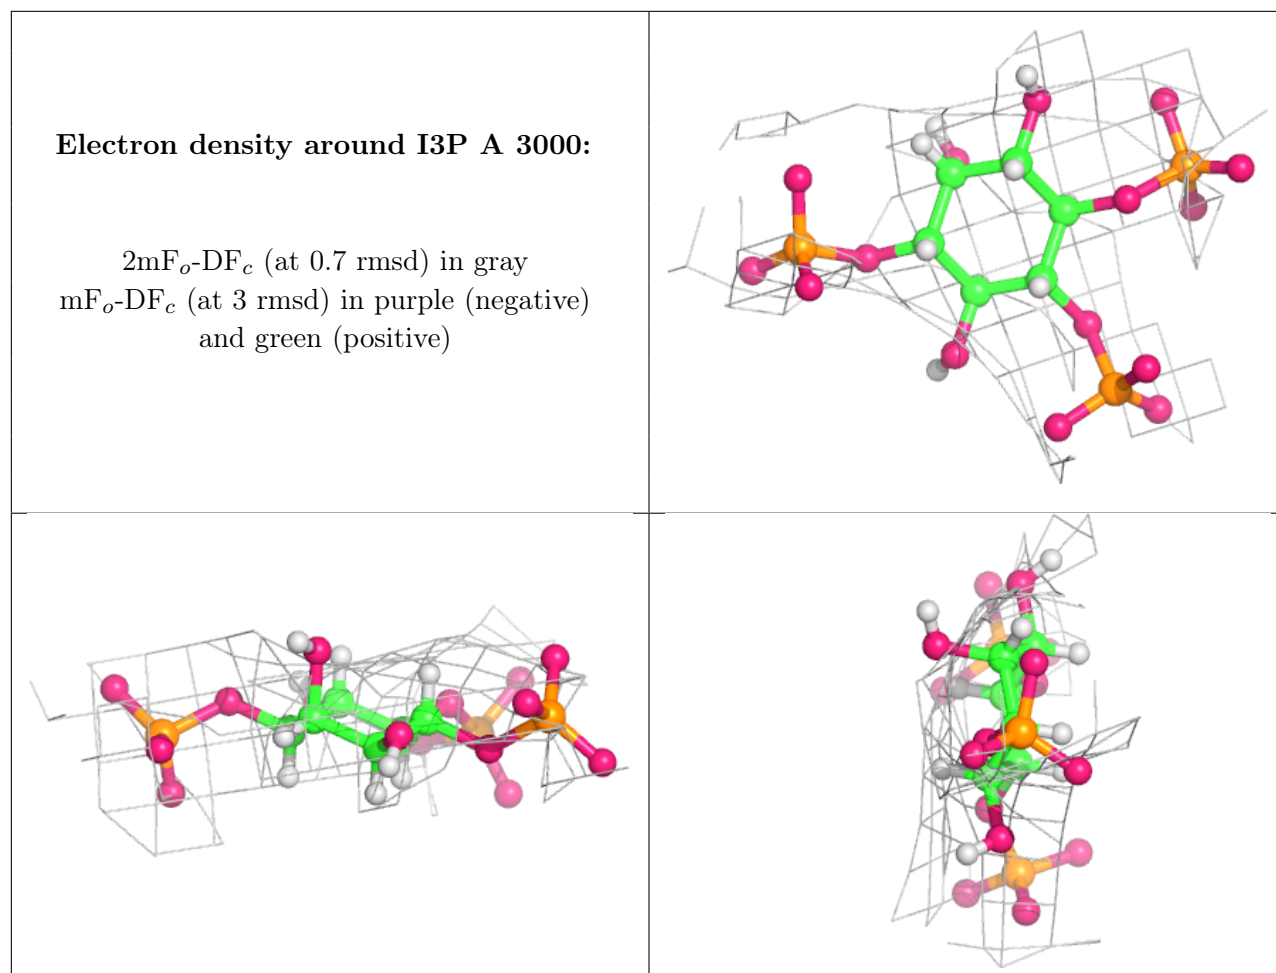 Electron density around I3P A 3000:
2mFo-DFc (at 0.7 rmsd) in gray
mFo-DFc (at 3 rmsd) in purple (negative)
and green (positive)